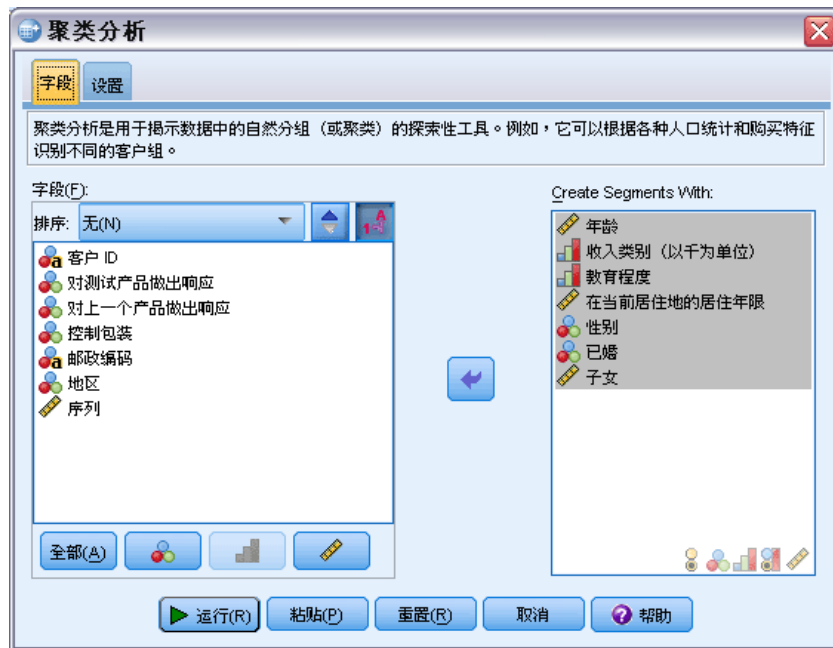 聚类分析
字段 设置
聚类分析是用于揭示数据中的自然分组（或聚类）的探索性工具。例如，它可以根据各种人口统计和购买特征
识别不同的客户组。
字段(F):
排序: 无(N)
客户 ID
对测试产品做出响应
对上一个产品做出响应
控制包装
邮政编码
地区
序列
全部(A)
Create Segments With:
年龄
收入类别（以千为单位）
教育程度
在当前居住地的居住年限
性别
已婚
子女
运行(R) 粘贴(P) 重置(R) 取消 帮助